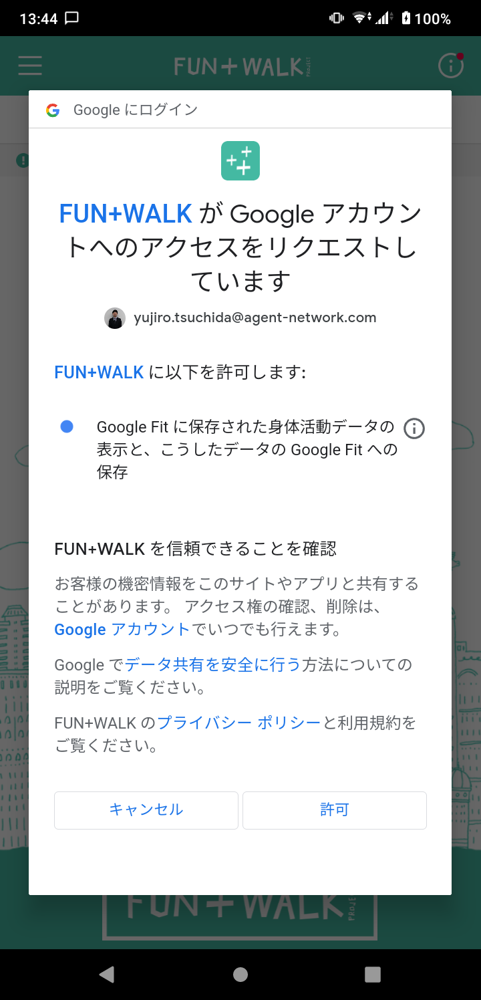 13:44 100%
FUN+WALK PROJECT
Google にログイン
FUN+WALK が Google アカウン
トへのアクセスをリクエストし
ています
yujiro.tsuchida@agent-network.com
FUN+WALK に以下を許可します:
Google Fit に保存された身体活動データの
表示と、こうしたデータの Google Fit への
保存
FUN+WALK を信頼できることを確認
お客様の機密情報をこのサイトやアプリと共有する
ことがあります。 アクセス権の確認、削除は、
Google アカウントでいつでも行えます。
Google でデータ共有を安全に行う方法についての
説明をご覧ください。
FUN+WALK のプライバシー ポリシーと利用規約を
ご覧ください。
キャンセル 許可
FUN+WALK PROJE